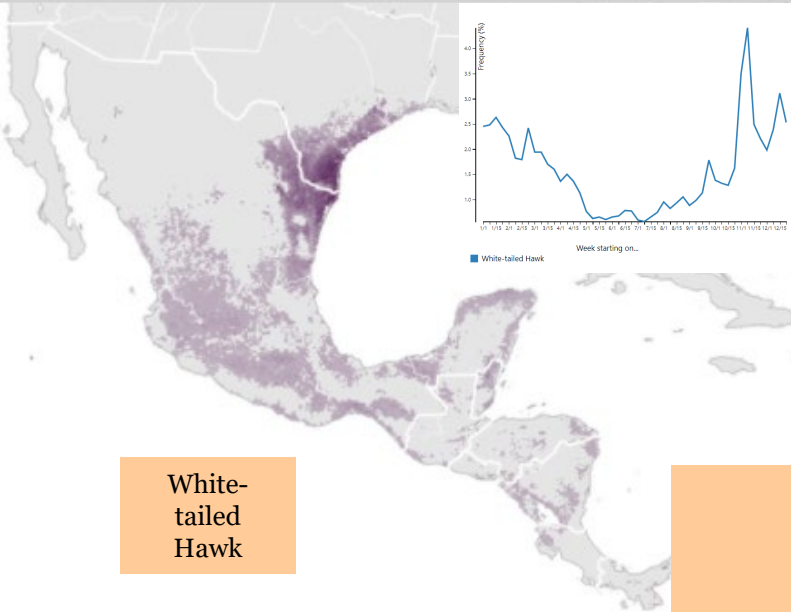 Frequency (%)
4.0
3.5
3.0
2.5
2.0
1.5
1.0
1/1 1/15 2/1 2/15 3/1 3/15 4/1 4/15 5/1 5/15 6/1 6/15 7/1 7/15 8/1 8/15 9/1 9/15 10/1 10/15 11/1 11/15 12/1 12/15
Week starting on...
White-tailed Hawk
White-
tailed
Hawk